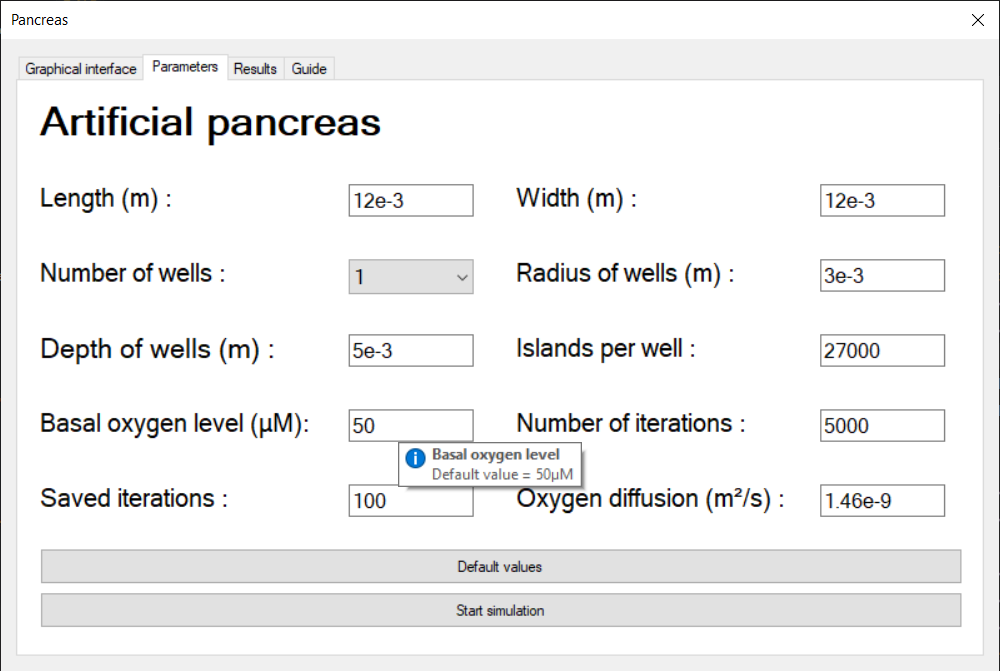 Pancreas
Graphical interface Parameters Results Guide
Artificial pancreas
Length (m) : 12e-3 Width (m) : 12e-3
Number of wells : 1 Radius of wells (m) : 3e-3
Depth of wells (m) : 5e-3 Islands per well : 27000
Basal oxygen level (µM): 50 Number of iterations : 5000
Basal oxygen level
Default value = 50µM
Saved iterations : 100 Oxygen diffusion (m²/s) : 1.46e-9
Default values
Start simulation